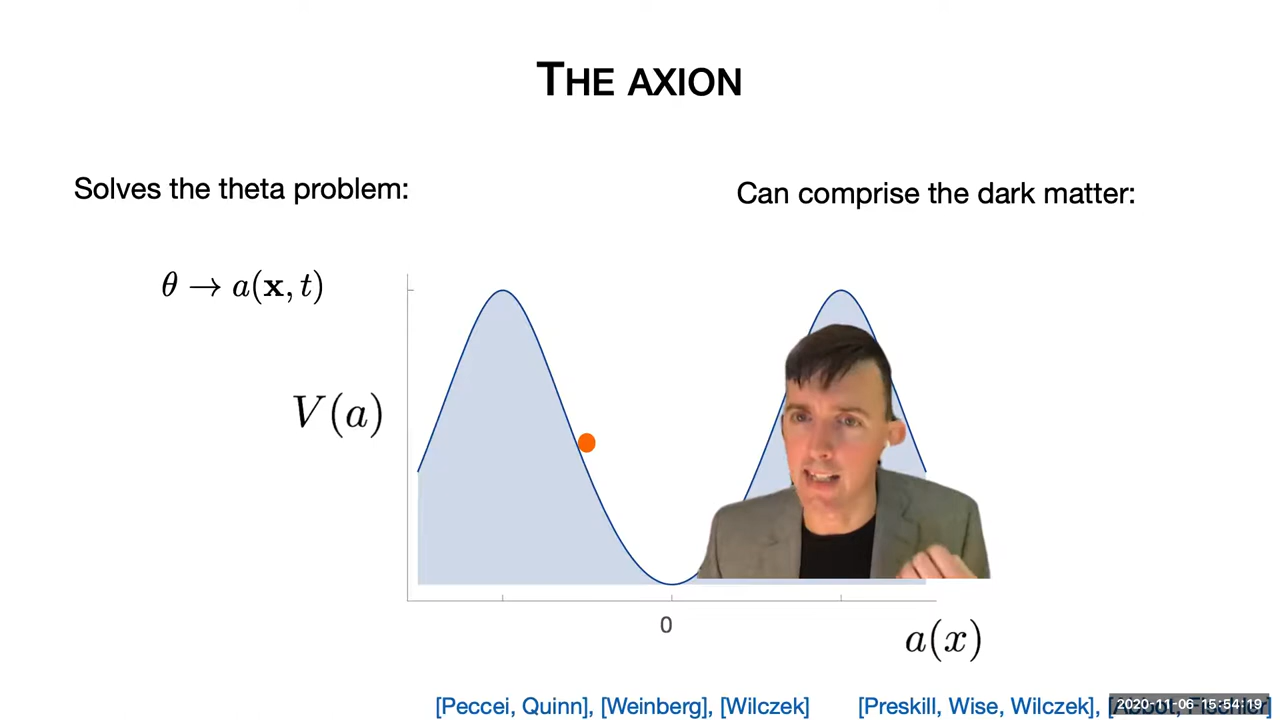 THE AXION
Solves the theta problem:
Can comprise the dark matter:
θ → a(x, t)
V(a)
0
a(x)
[Peccei, Quinn], [Weinberg], [Wilczek]
[Preskill, Wise, Wilczek],
2020-11-06 15:54:19